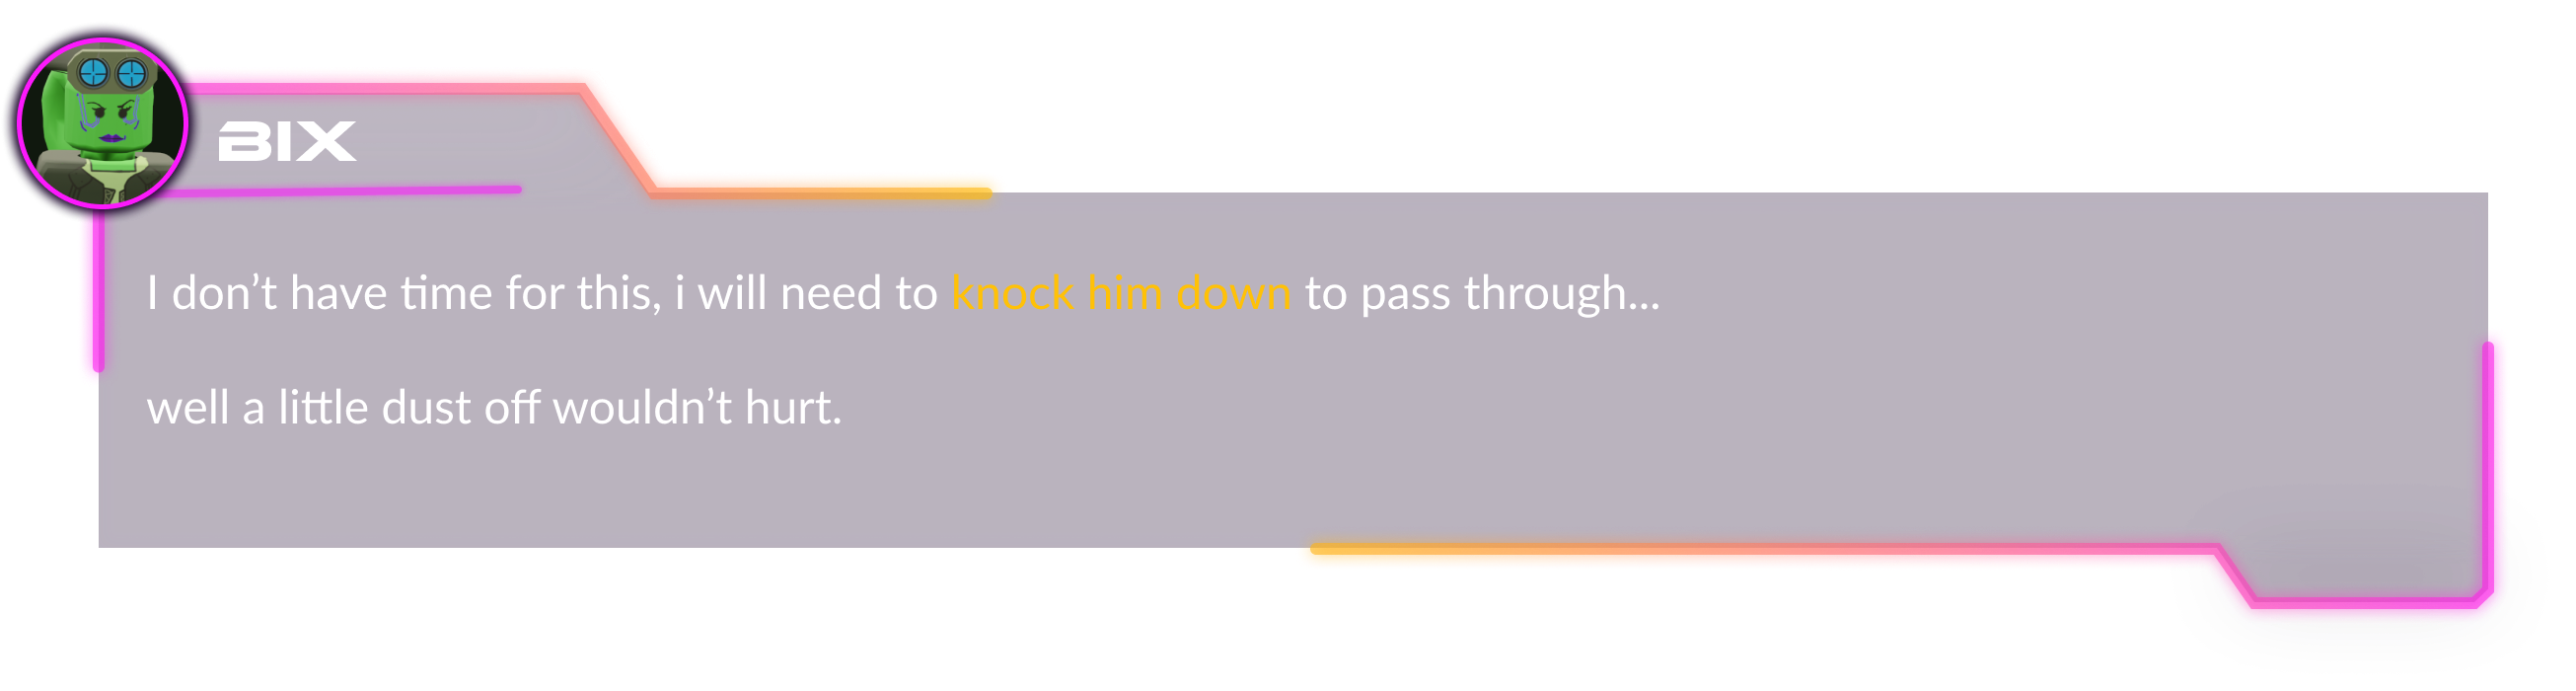 BIX
I don’t have time for this, i will need to knock him down to pass through...
well a little dust off wouldn’t hurt.